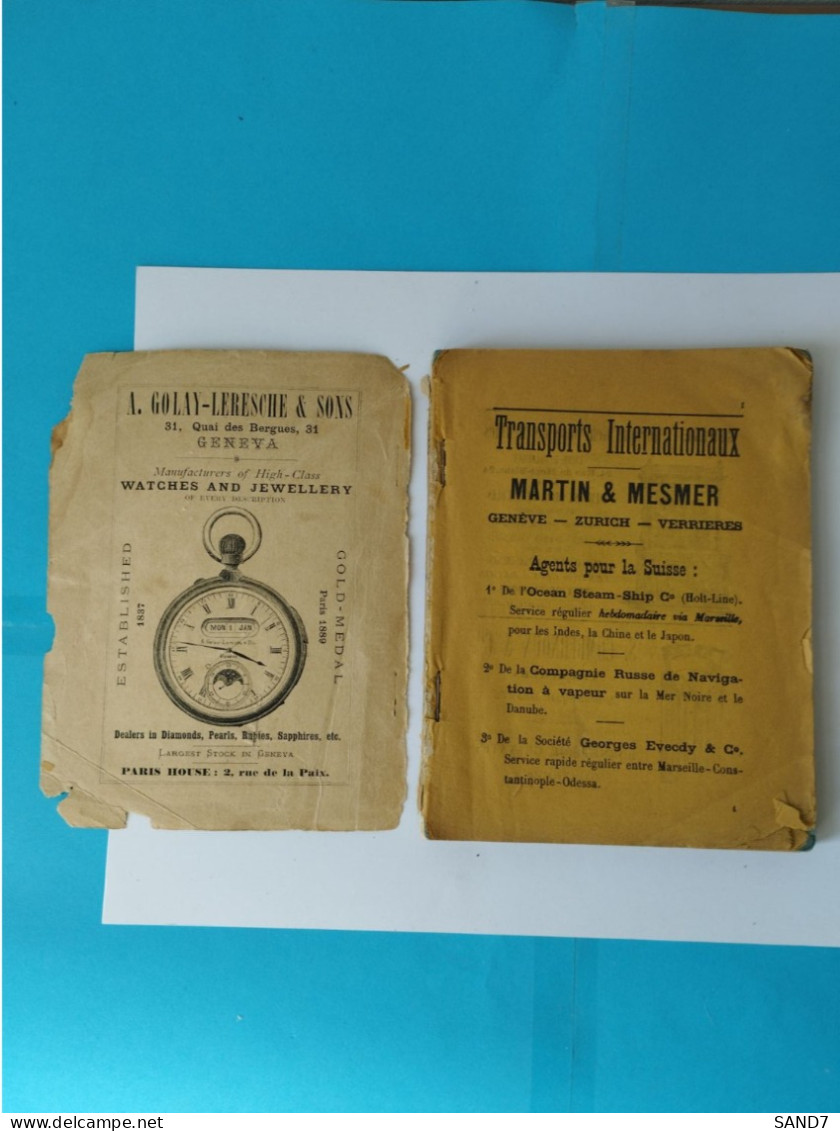 A. GOLAY-LERESCHE & SONS
31, Quai des Bergues, 31
GENEVA
Manufacturers of High-Class
WATCHES AND JEWELLERY
OF EVERY DESCRIPTION
ESTABLISHED
1837
GOLD-MEDAL
Paris 1889
MON 1 JAN
Dealers in Diamonds, Pearls, Rubies, Sapphires, etc.
LARGEST STOCK IN GENEVA
PARIS HOUSE: 2, rue de la Paix.
1
Transports Internationaux
MARTIN & MESMER
GENÈVE — ZURICH — VERRIERES
Agents pour la Suisse :
1° De l'Ocean Steam-Ship C° (Holt-Line).
Service régulier hebdomadaire via Marseille,
pour les Indes, la Chine et le Japon.
2° De la Compagnie Russe de Naviga-
tion à vapeur sur la Mer Noire et le
Danube.
3° De la Société Georges Evecdy & C°.
Service rapide régulier entre Marseille-Cons-
tantinople-Odessa.
SAND7